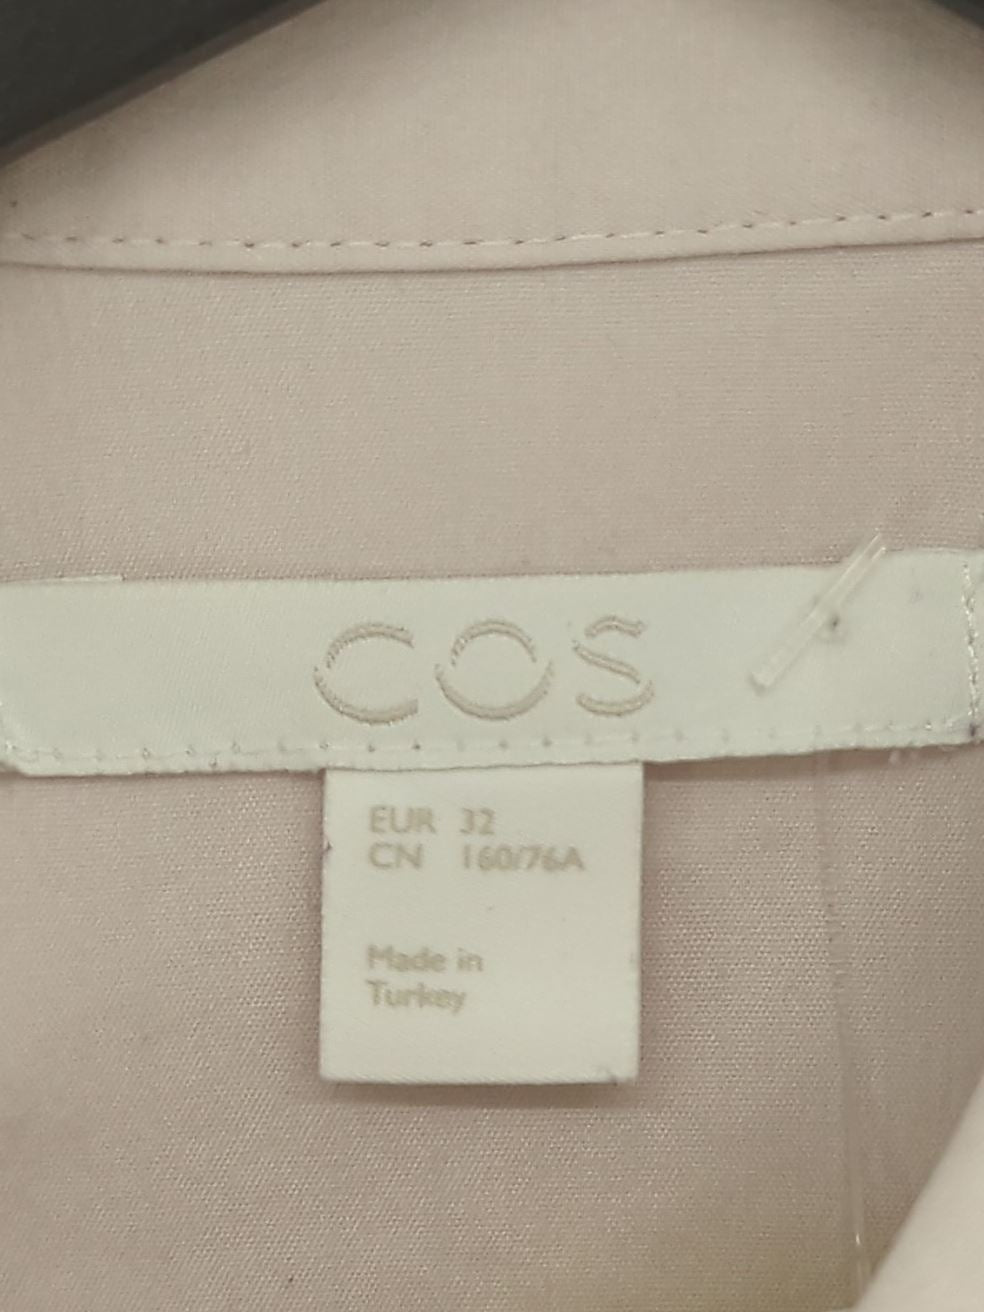 COS
EUR 32
CN 160/76A
Made in
Turkey